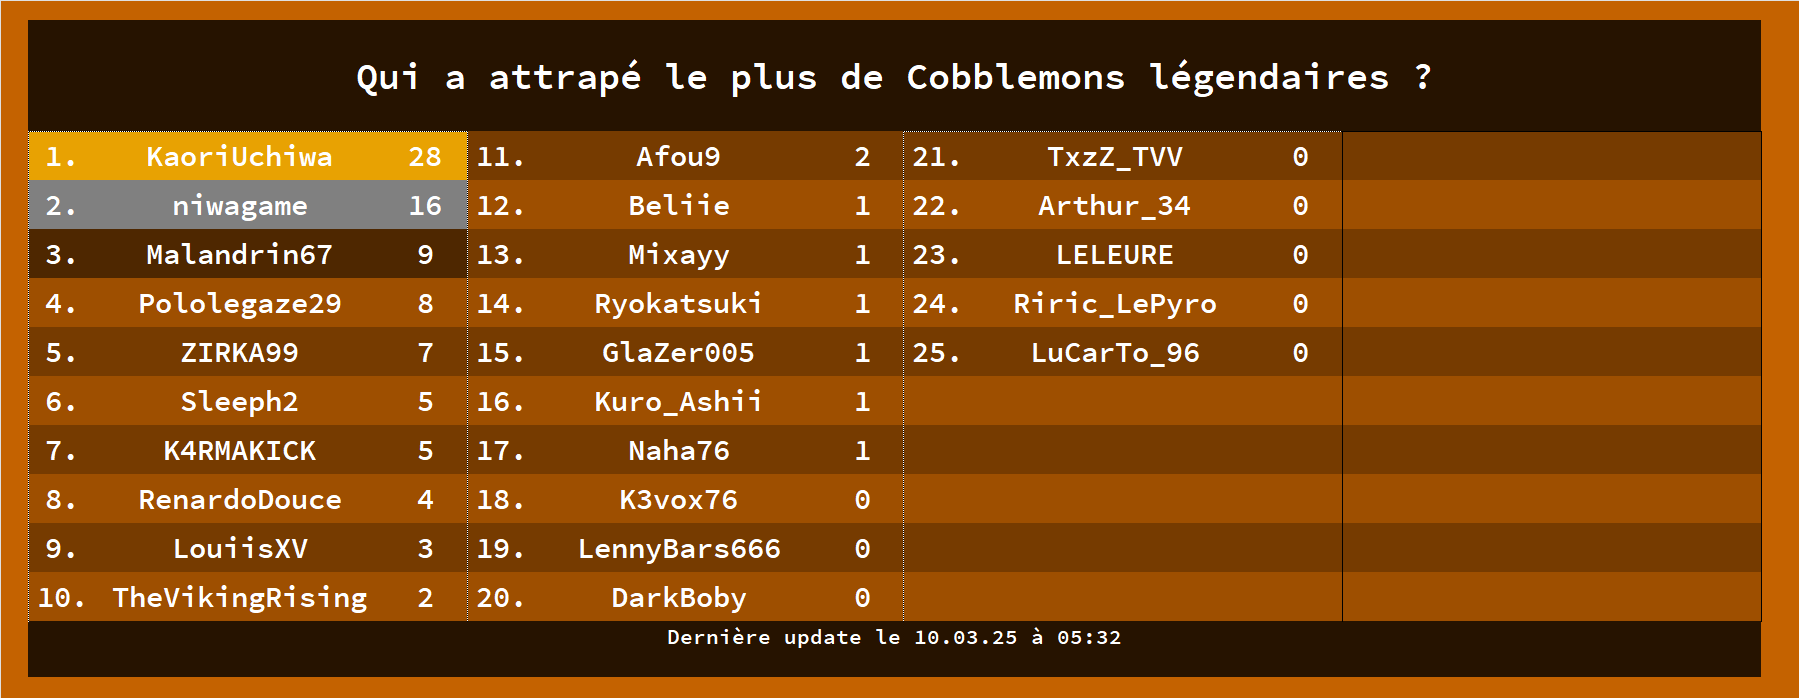 Qui a attrapé le plus de Cobblemons légendaires ?
1. KaoriUchiwa 28 11. Afou9 2 21. TxzZ_TVV 0
2. niwagame 16 12. Beliie 1 22. Arthur_34 0
3. Malandrin67 9 13. Mixayy 1 23. LELEURE 0
4. Pololegaze29 8 14. Ryokatsuki 1 24. Riric_LePyro 0
5. ZIRKA99 7 15. GlaZer005 1 25. LuCarTo_96 0
6. Sleeph2 5 16. Kuro_Ashii 1
7. K4RMAKICK 5 17. Naha76 1
8. RenardoDouce 4 18. K3vox76 0
9. LouiisXV 3 19. LennyBars666 0
10. TheVikingRising 2 20. DarkBoby 0
Dernière update le 10.03.25 à 05:32